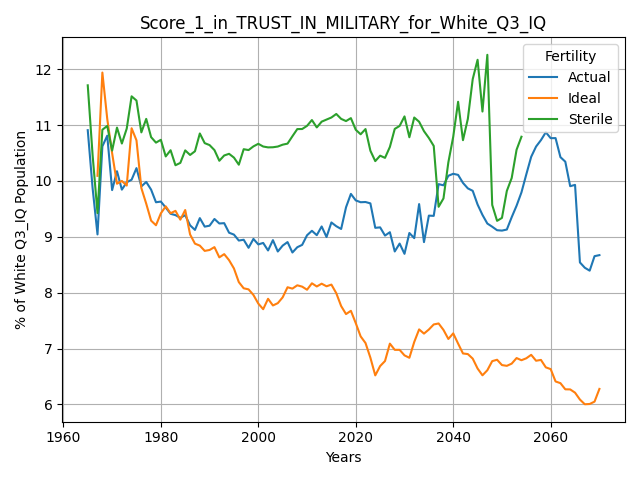 Score_1_in_TRUST_IN_MILITARY_for_White_Q3_IQ
Fertility
Actual
Ideal
Sterile
% of White Q3_IQ Population
12
11
10
9
8
7
6
1960
1980
2000
2020
2040
2060
Years